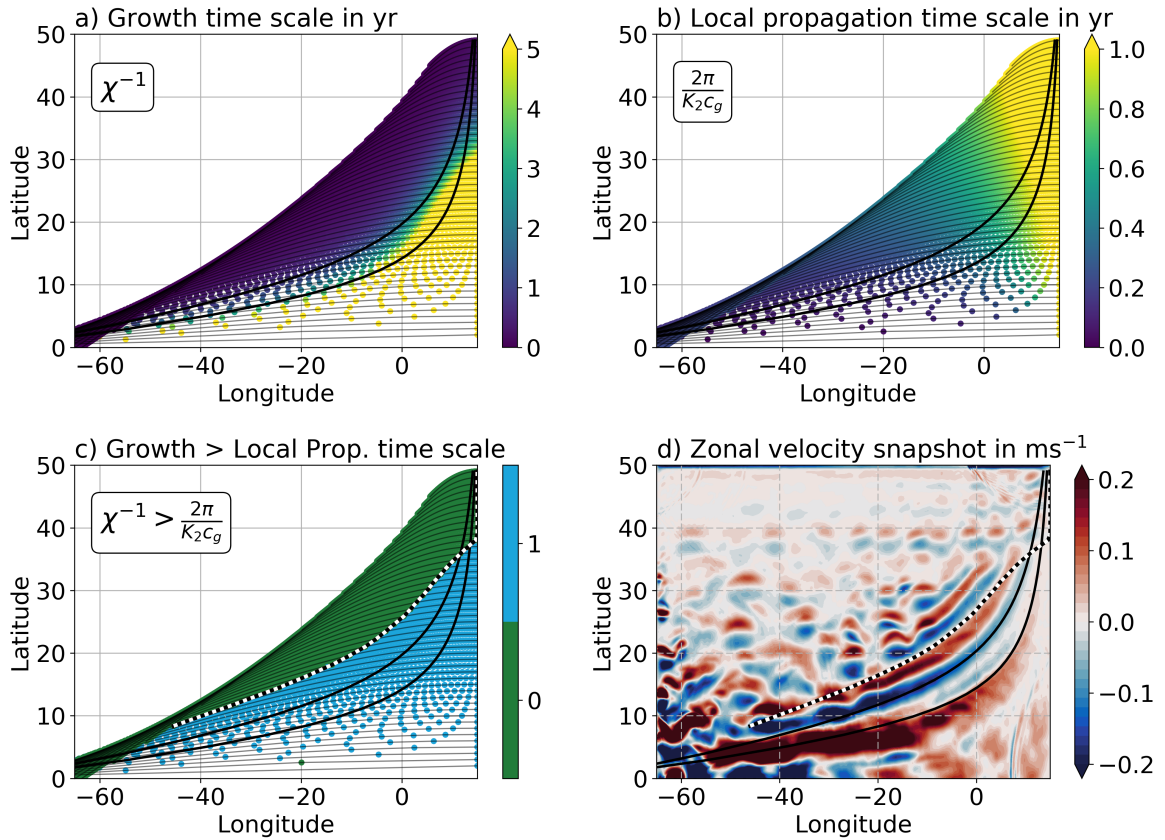 a) Growth time scale in yr
χ⁻¹
50
40
30
20
10
0
Latitude
−60 −40 −20 0
Longitude
5
4
3
2
1
0
b) Local propagation time scale in yr
2π
K₂c_g
50
40
30
20
10
0
Latitude
−60 −40 −20 0
Longitude
1.0
0.8
0.6
0.4
0.2
0.0
c) Growth > Local Prop. time scale
χ⁻¹ > 2π/K₂c_g
50
40
30
20
10
0
Latitude
−60 −40 −20 0
Longitude
1
0
d) Zonal velocity snapshot in ms⁻¹
50
40
30
20
10
0
Latitude
−60 −40 −20 0
Longitude
0.2
0.1
0.0
−0.1
−0.2